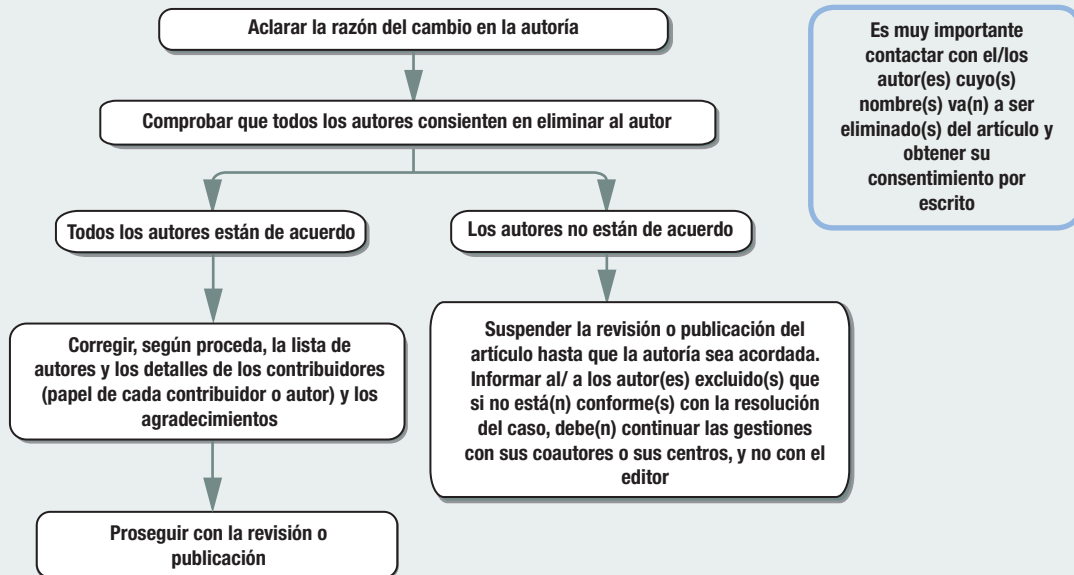 Aclarar la razón del cambio en la autoría
Es muy importante
contactar con el/los
autor(es) cuyo(s)
nombre(s) va(n) a ser
eliminado(s) del artículo y
obtener su
consentimiento por
escrito
Comprobar que todos los autores consienten en eliminar al autor
Todos los autores están de acuerdo
Los autores no están de acuerdo
Corregir, según proceda, la lista de
autores y los detalles de los contribuidores
(papel de cada contribuidor o autor) y los
agradecimientos
Suspender la revisión o publicación del
artículo hasta que la autoría sea acordada.
Informar al/ a los autor(es) excluido(s) que
si no está(n) conforme(s) con la resolución
del caso, debe(n) continuar las gestiones
con sus coautores o sus centros, y no con el
editor
Proseguir con la revisión o
publicación